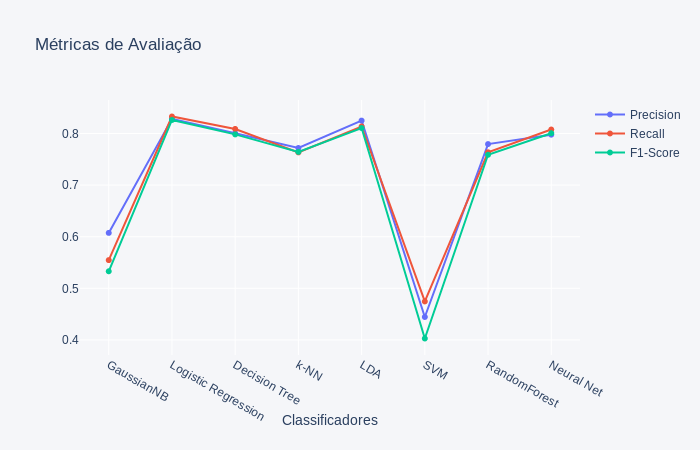 Métricas de Avaliação
Precision
Recall
F1-Score
0.8
0.7
0.6
0.5
0.4
GaussianNB
Logistic Regression
Decision Tree
k-NN
LDA
SVM
RandomForest
Neural Net
Classificadores